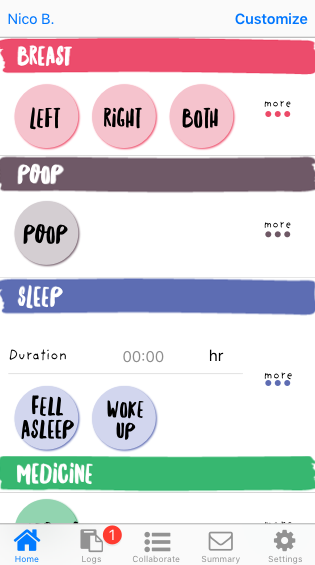 Nico B. Customize
BREAST
LEFT RIGHT BOTH more
POOP
POOP more
SLEEP
Duration 00:00 hr
more
FELL ASLEEP WOKE UP
MEDICINE
1
Home Logs Collaborate Summary Settings